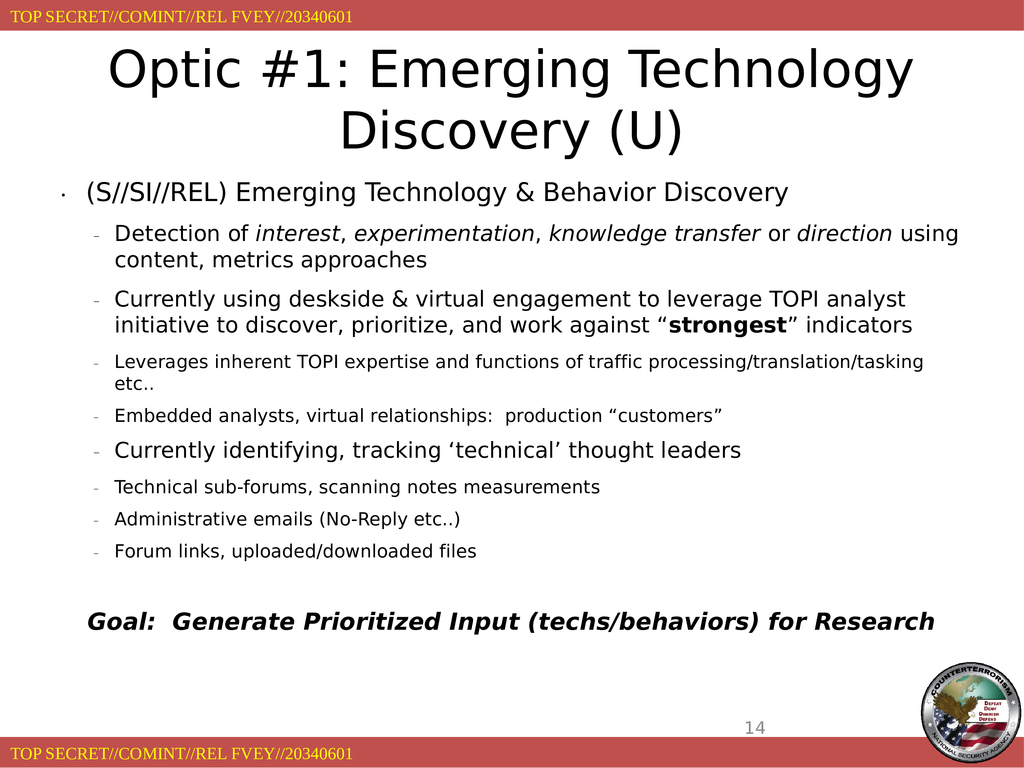 TOP SECRET//COMINT//REL FVEY//20340601
Optic #1: Emerging Technology
Discovery (U)
• (S//SI//REL) Emerging Technology & Behavior Discovery
– Detection of interest, experimentation, knowledge transfer or direction using
content, metrics approaches
– Currently using deskside & virtual engagement to leverage TOPI analyst
initiative to discover, prioritize, and work against “strongest” indicators
– Leverages inherent TOPI expertise and functions of traffic processing/translation/tasking
etc..
– Embedded analysts, virtual relationships:  production “customers”
– Currently identifying, tracking ‘technical’ thought leaders
– Technical sub-forums, scanning notes measurements
– Administrative emails (No-Reply etc..)
– Forum links, uploaded/downloaded files
Goal:  Generate Prioritized Input (techs/behaviors) for Research
COUNTERTERRORISM
DEFEAT
DENY
DIMINISH
DEFEND
NATIONAL SECURITY AGENCY
14
TOP SECRET//COMINT//REL FVEY//20340601